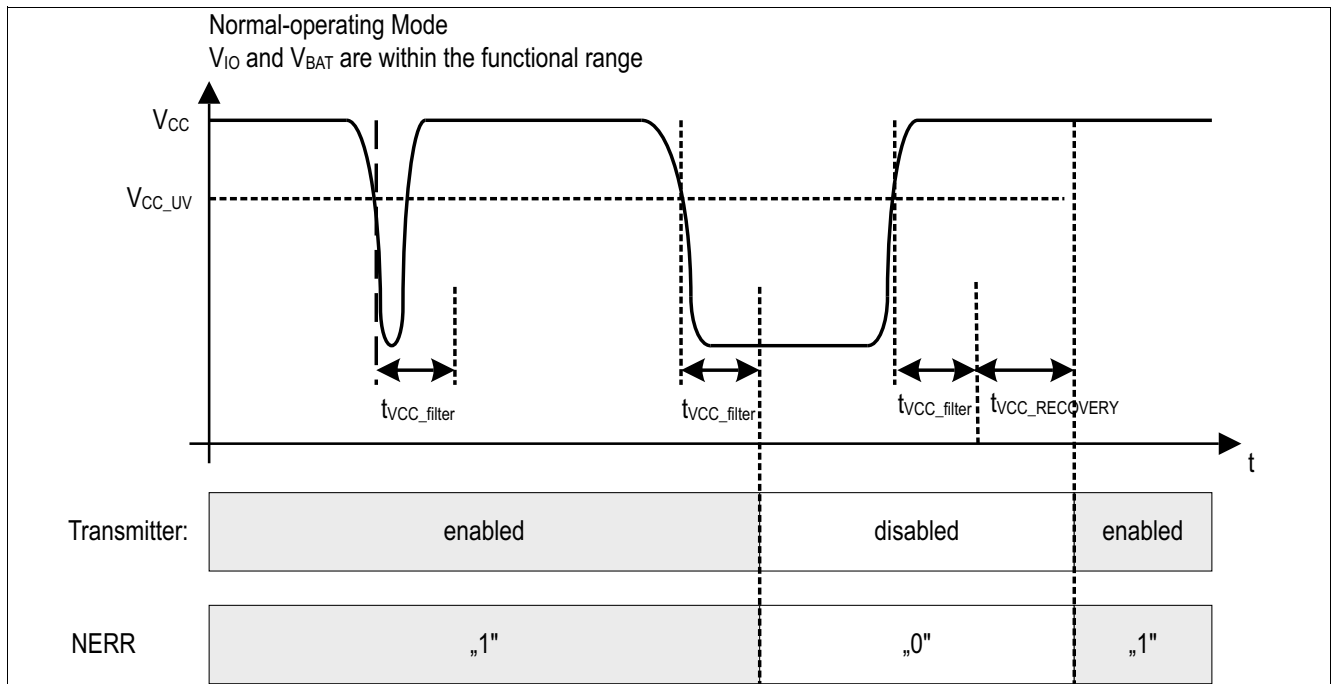 Normal-operating Mode
VIO and VBAT are within the functional range
VCC
VCC_UV
tVCC_filter
tVCC_filter
tVCC_filter
tVCC_RECOVERY
t
Transmitter:
enabled
disabled
enabled
NERR
„1"
„0"
„1"